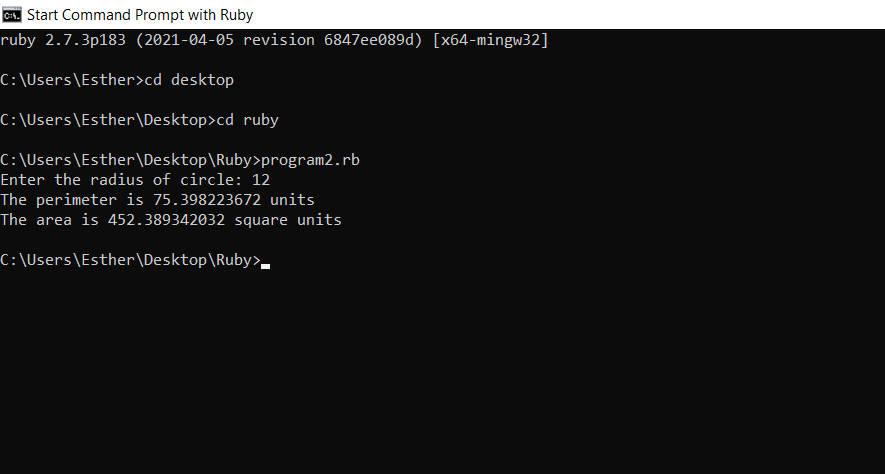 Start Command Prompt with Ruby
ruby 2.7.3p183 (2021-04-05 revision 6847ee089d) [x64-mingw32]
C:\Users\Esther>cd desktop
C:\Users\Esther\Desktop>cd ruby
C:\Users\Esther\Desktop\Ruby>program2.rb
Enter the radius of circle: 12
The perimeter is 75.398223672 units
The area is 452.389342032 square units
C:\Users\Esther\Desktop\Ruby>